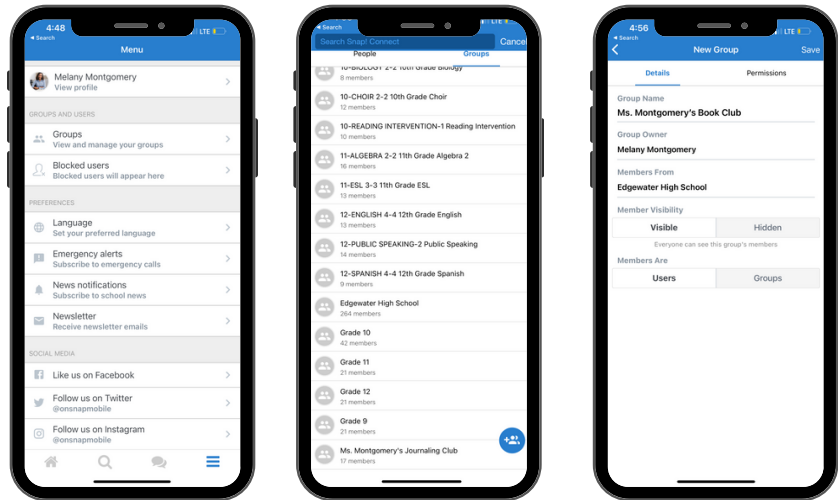 4:48
LTE
Search
Menu
Melany Montgomery
View profile
GROUPS AND USERS
Groups
View and manage your groups
Blocked users
Blocked users will appear here
PREFERENCES
Language
Set your preferred language
Emergency alerts
Subscribe to emergency calls
News notifications
Subscribe to school news
Newsletter
Receive newsletter emails
SOCIAL MEDIA
Like us on Facebook
Follow us on Twitter
@onsnapmobile
Follow us on Instagram
@onsnapmobile
Search
LTE
Search Snap! Connect
Cancel
People
Groups
10-BIOLOGY 2-2 10th Grade Biology
8 members
10-CHOIR 2-2 10th Grade Choir
12 members
10-READING INTERVENTION-1 Reading Intervention
10 members
11-ALGEBRA 2-2 11th Grade Algebra 2
16 members
11-ESL 3-3 11th Grade ESL
13 members
12-ENGLISH 4-4 12th Grade English
13 members
12-PUBLIC SPEAKING-2 Public Speaking
14 members
12-SPANISH 4-4 12th Grade Spanish
9 members
Edgewater High School
264 members
Grade 10
42 members
Grade 11
21 members
Grade 12
21 members
Grade 9
21 members
Ms. Montgomery's Journaling Club
17 members
4:56
LTE
Search
New Group
Save
Details
Permissions
Group Name
Ms. Montgomery's Book Club
Group Owner
Melany Montgomery
Members From
Edgewater High School
Member Visibility
Visible
Hidden
Everyone can see this group's members
Members Are
Users
Groups